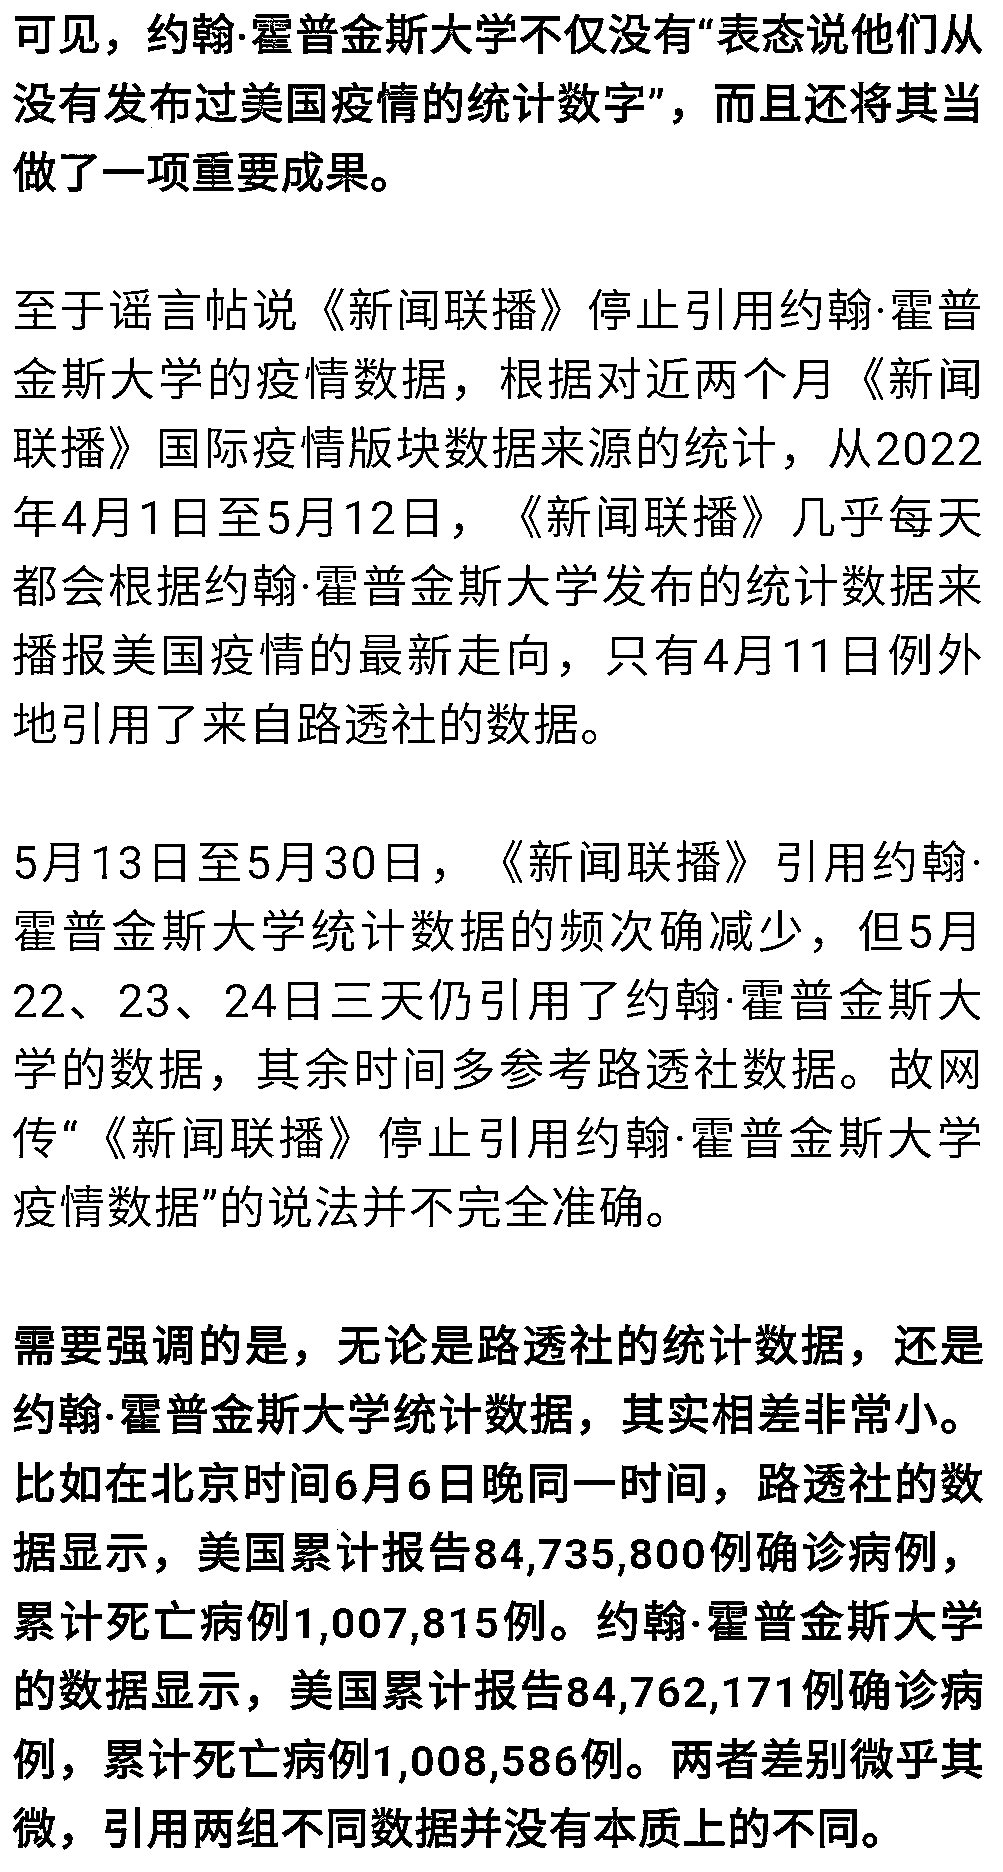 可见，约翰·霍普金斯大学不仅没有“表态说他们从
没有发布过美国疫情的统计数字”，而且还将其当
做了一项重要成果。
至于谣言帖说《新闻联播》停止引用约翰·霍普
金斯大学的疫情数据，根据对近两个月《新闻
联播》国际疫情版块数据来源的统计，从2022
年4月1日至5月12日，《新闻联播》几乎每天
都会根据约翰·霍普金斯大学发布的统计数据来
播报美国疫情的最新走向，只有4月11日例外
地引用了来自路透社的数据。
5月13日至5月30日，《新闻联播》引用约翰·
霍普金斯大学统计数据的频次确减少，但5月
22、23、24日三天仍引用了约翰·霍普金斯大
学的数据，其余时间多参考路透社数据。故网
传“《新闻联播》停止引用约翰·霍普金斯大学
疫情数据”的说法并不完全准确。
需要强调的是，无论是路透社的统计数据，还是
约翰·霍普金斯大学统计数据，其实相差非常小。
比如在北京时间6月6日晚同一时间，路透社的数
据显示，美国累计报告84,735,800例确诊病例，
累计死亡病例1,007,815例。约翰·霍普金斯大学
的数据显示，美国累计报告84,762,171例确诊病
例，累计死亡病例1,008,586例。两者差别微乎其
微，引用两组不同数据并没有本质上的不同。